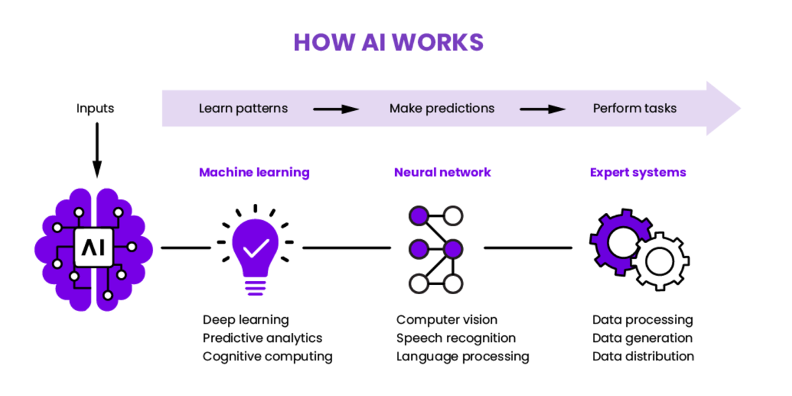 HOW AI WORKS
Inputs
Learn patterns
Make predictions
Perform tasks
Machine learning
Neural network
Expert systems
AI
Deep learning
Predictive analytics
Cognitive computing
Computer vision
Speech recognition
Language processing
Data processing
Data generation
Data distribution